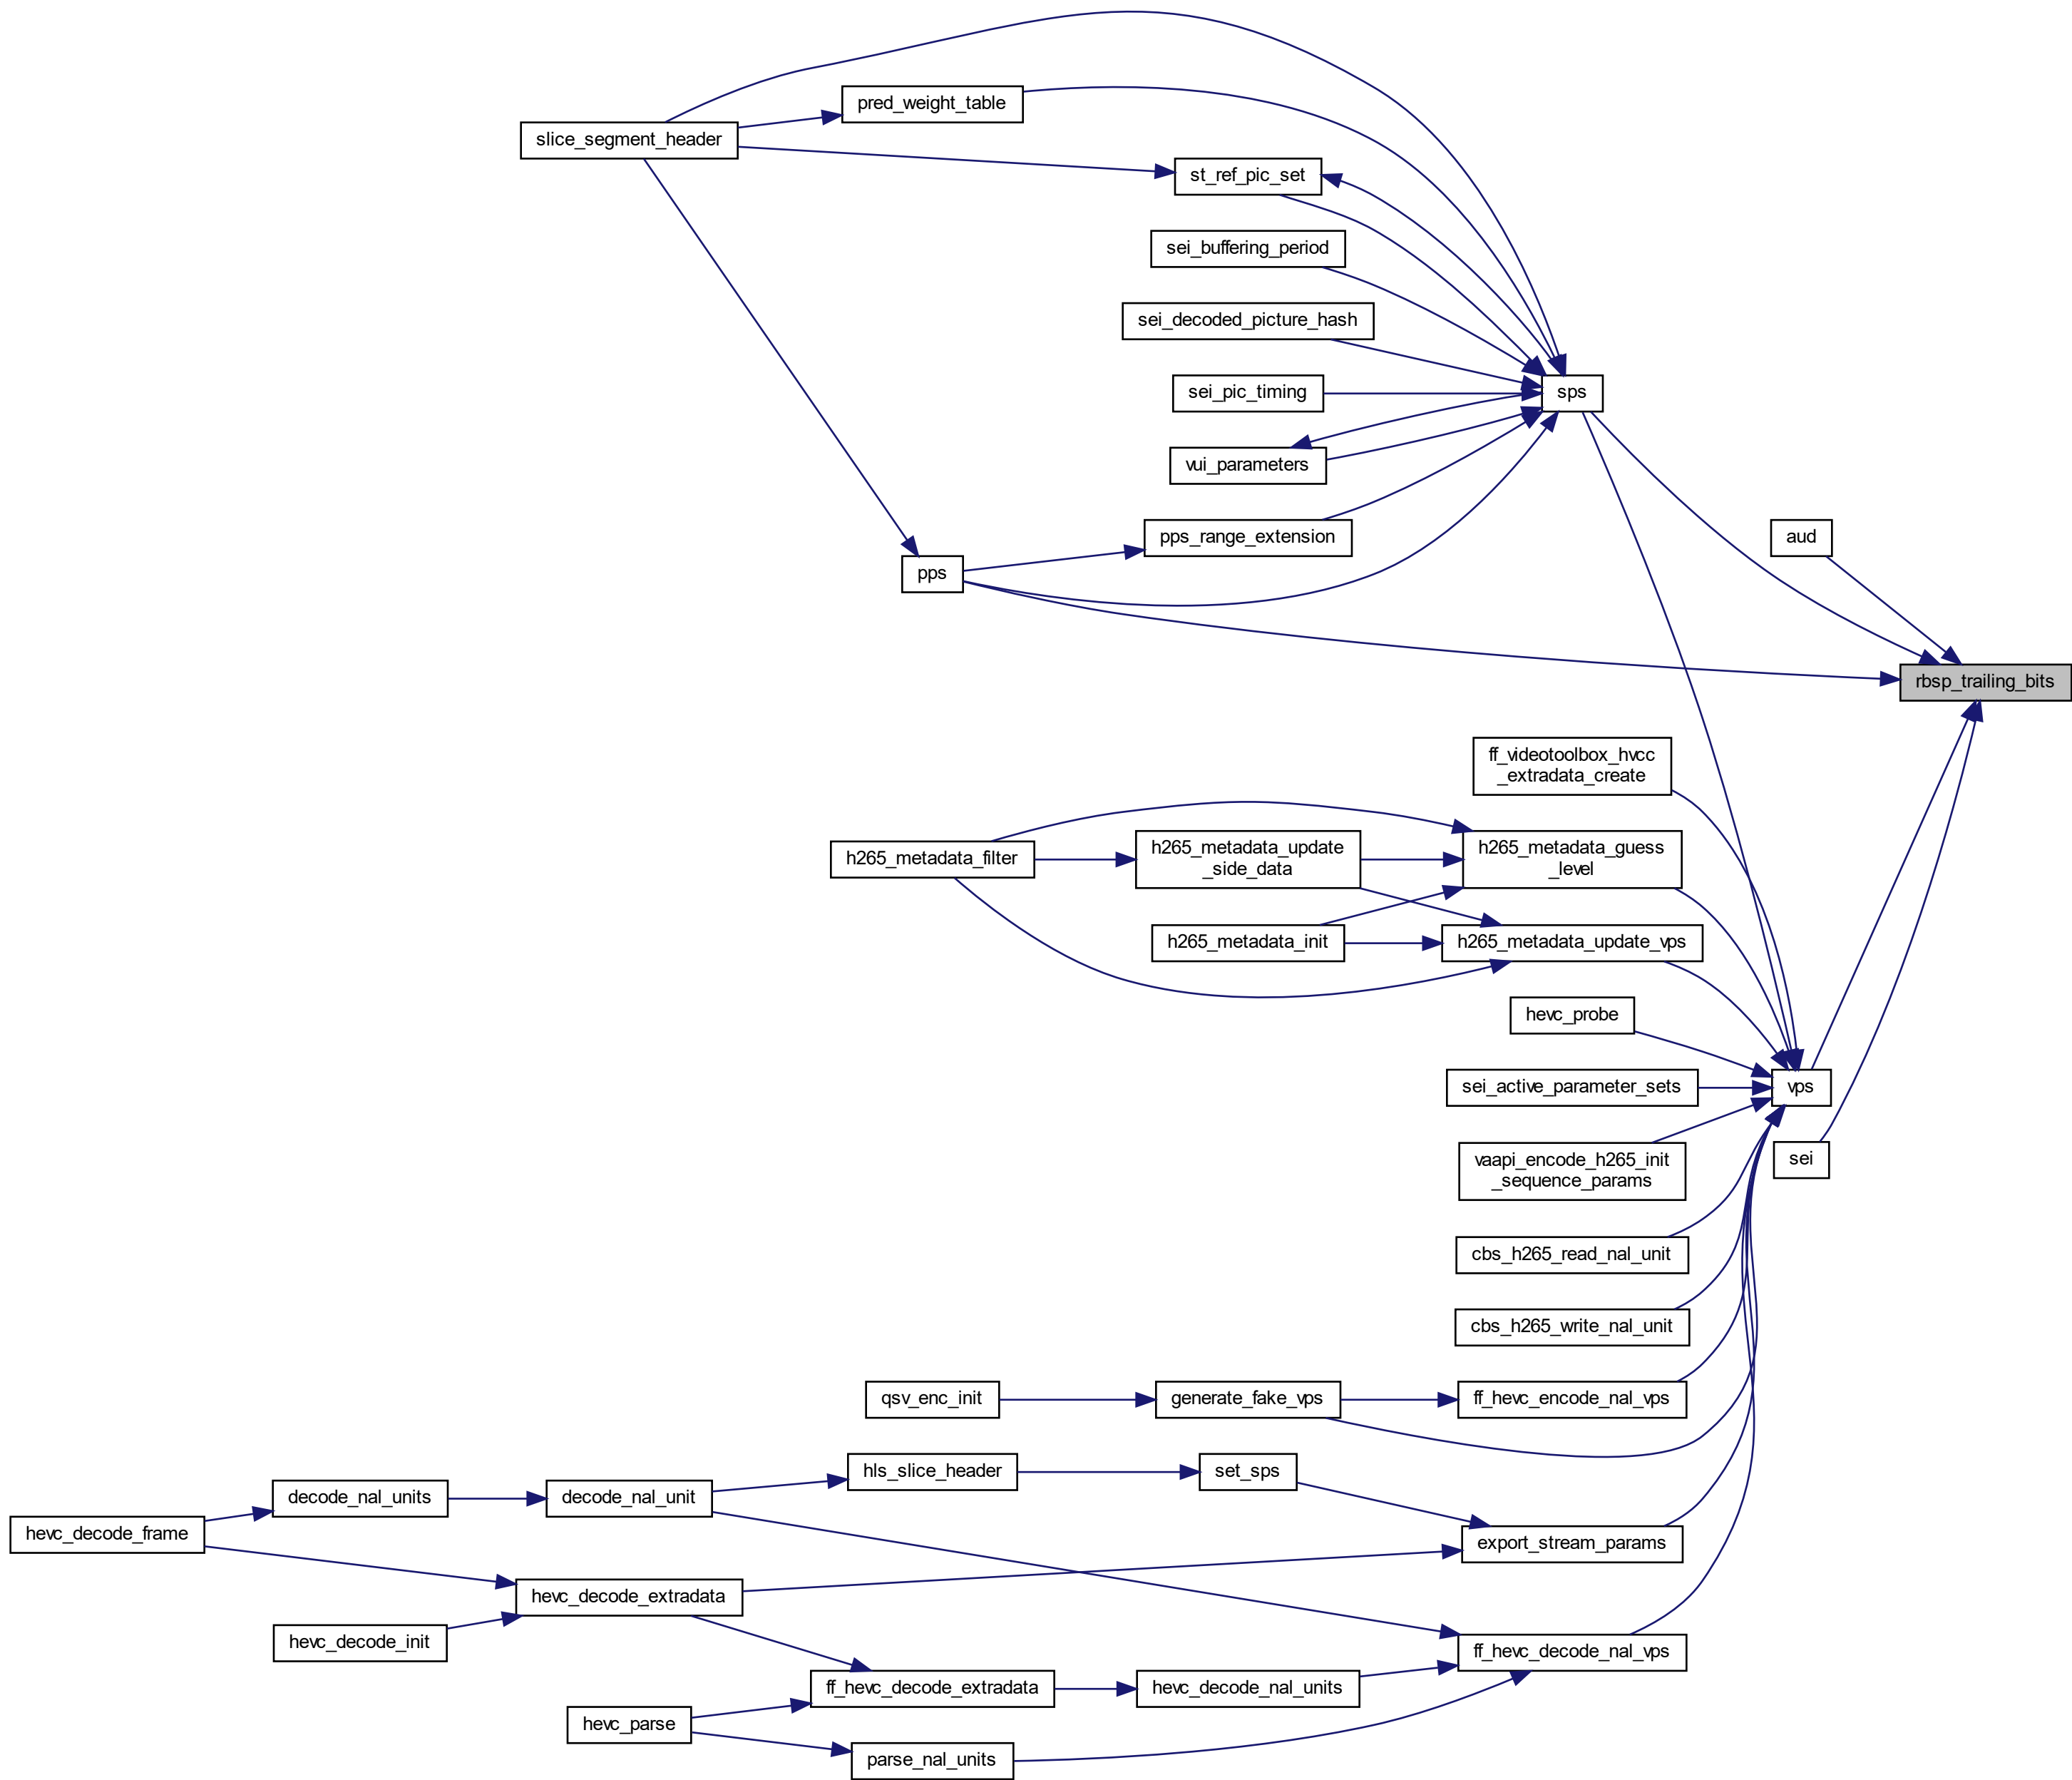 pred_weight_table
slice_segment_header
st_ref_pic_set
sei_buffering_period
sei_decoded_picture_hash
sei_pic_timing
sps
vui_parameters
pps_range_extension
aud
pps
rbsp_trailing_bits
ff_videotoolbox_hvcc
_extradata_create
h265_metadata_filter
h265_metadata_update
_side_data
h265_metadata_guess
_level
h265_metadata_init
h265_metadata_update_vps
hevc_probe
sei_active_parameter_sets
vps
vaapi_encode_h265_init
_sequence_params
sei
cbs_h265_read_nal_unit
cbs_h265_write_nal_unit
qsv_enc_init
generate_fake_vps
ff_hevc_encode_nal_vps
hls_slice_header
set_sps
decode_nal_units
decode_nal_unit
hevc_decode_frame
export_stream_params
hevc_decode_extradata
hevc_decode_init
ff_hevc_decode_nal_vps
ff_hevc_decode_extradata
hevc_decode_nal_units
hevc_parse
parse_nal_units